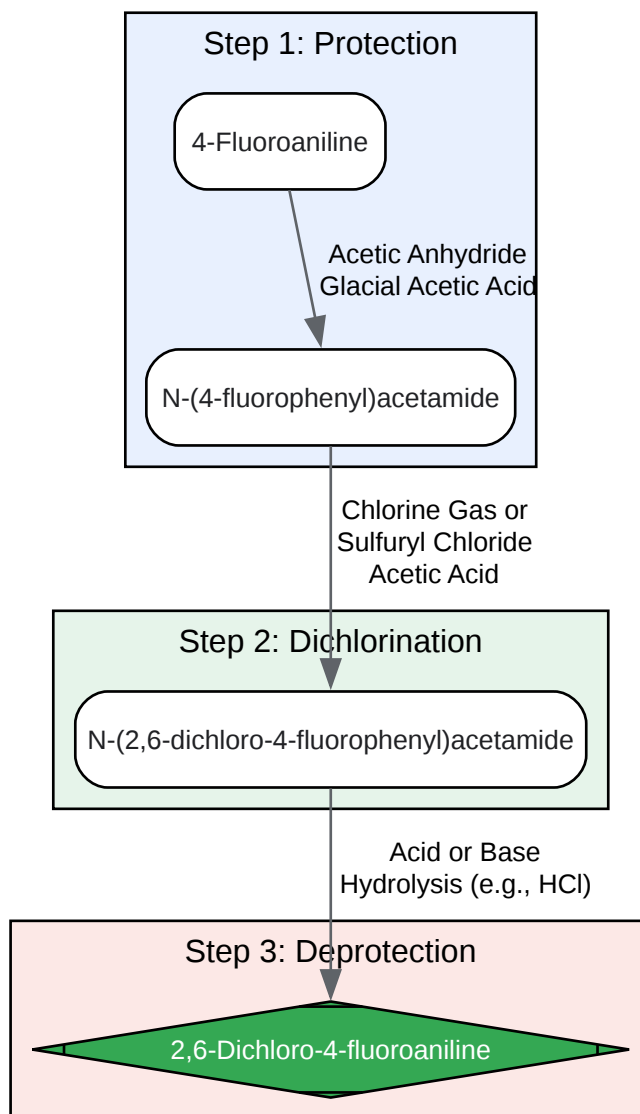 Step 1: Protection
4-Fluoroaniline
Acetic Anhydride
Glacial Acetic Acid
N-(4-fluorophenyl)acetamide
Chlorine Gas or
Sulfuryl Chloride
Acetic Acid
Step 2: Dichlorination
N-(2,6-dichloro-4-fluorophenyl)acetamide
Acid or Base
Hydrolysis (e.g., HCl)
Step 3: Deprotection
2,6-Dichloro-4-fluoroaniline